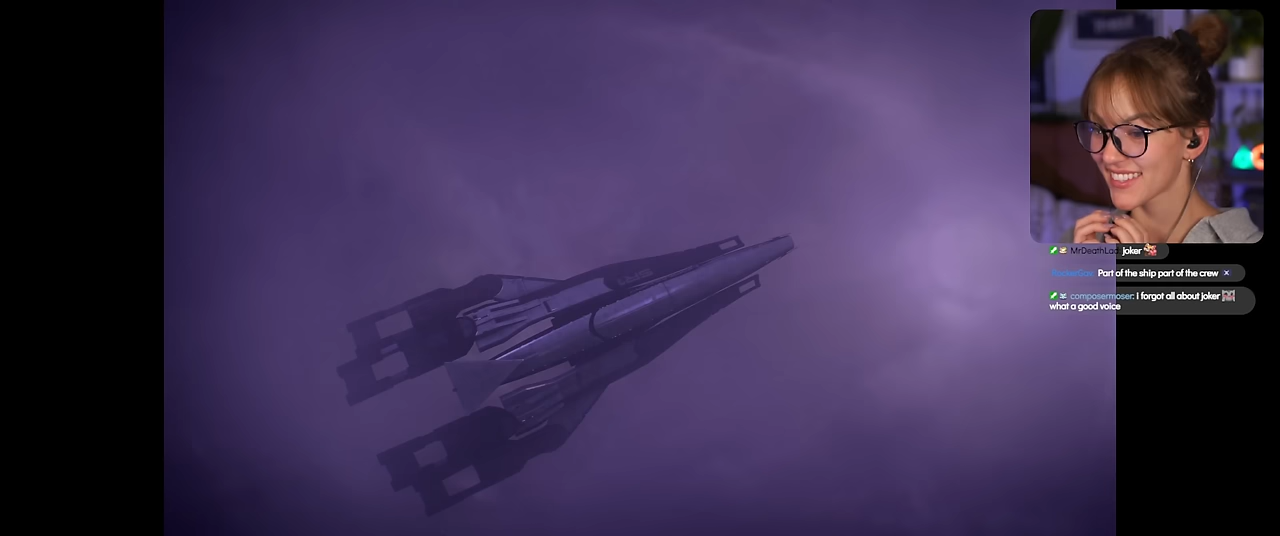 MrDeathLad: joker
Part of the ship part of the crew
composermoser: i forgot all about joker
what a good voice